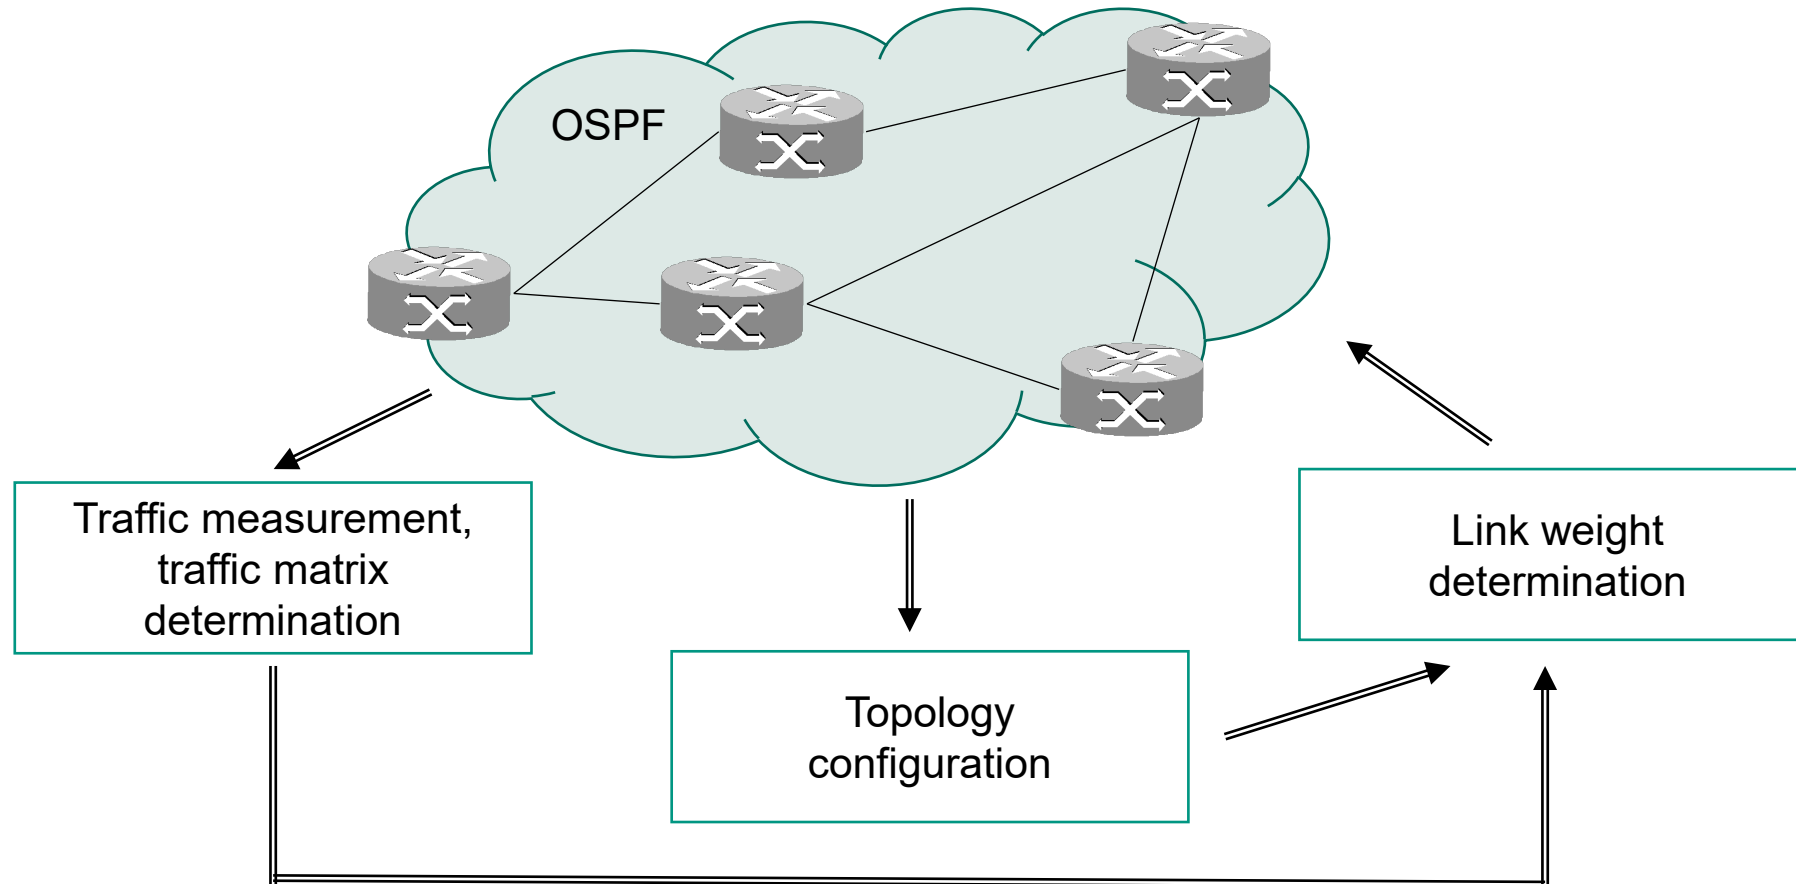 OSPF
Traffic measurement,
traffic matrix
determination
Link weight
determination
Topology
configuration